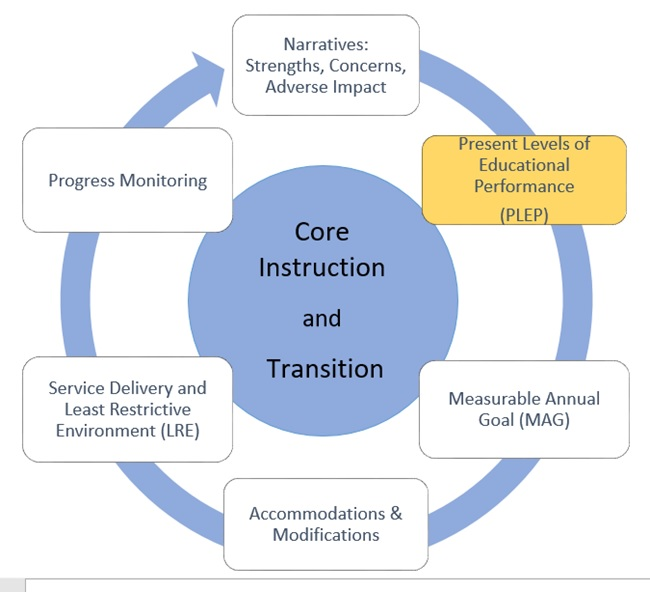 Narratives:
Strengths, Concerns,
Adverse Impact
Present Levels of
Educational
Performance
(PLEP)
Measurable Annual
Goal (MAG)
Accommodations &
Modifications
Service Delivery and
Least Restrictive
Environment (LRE)
Progress Monitoring
Core
Instruction
and
Transition